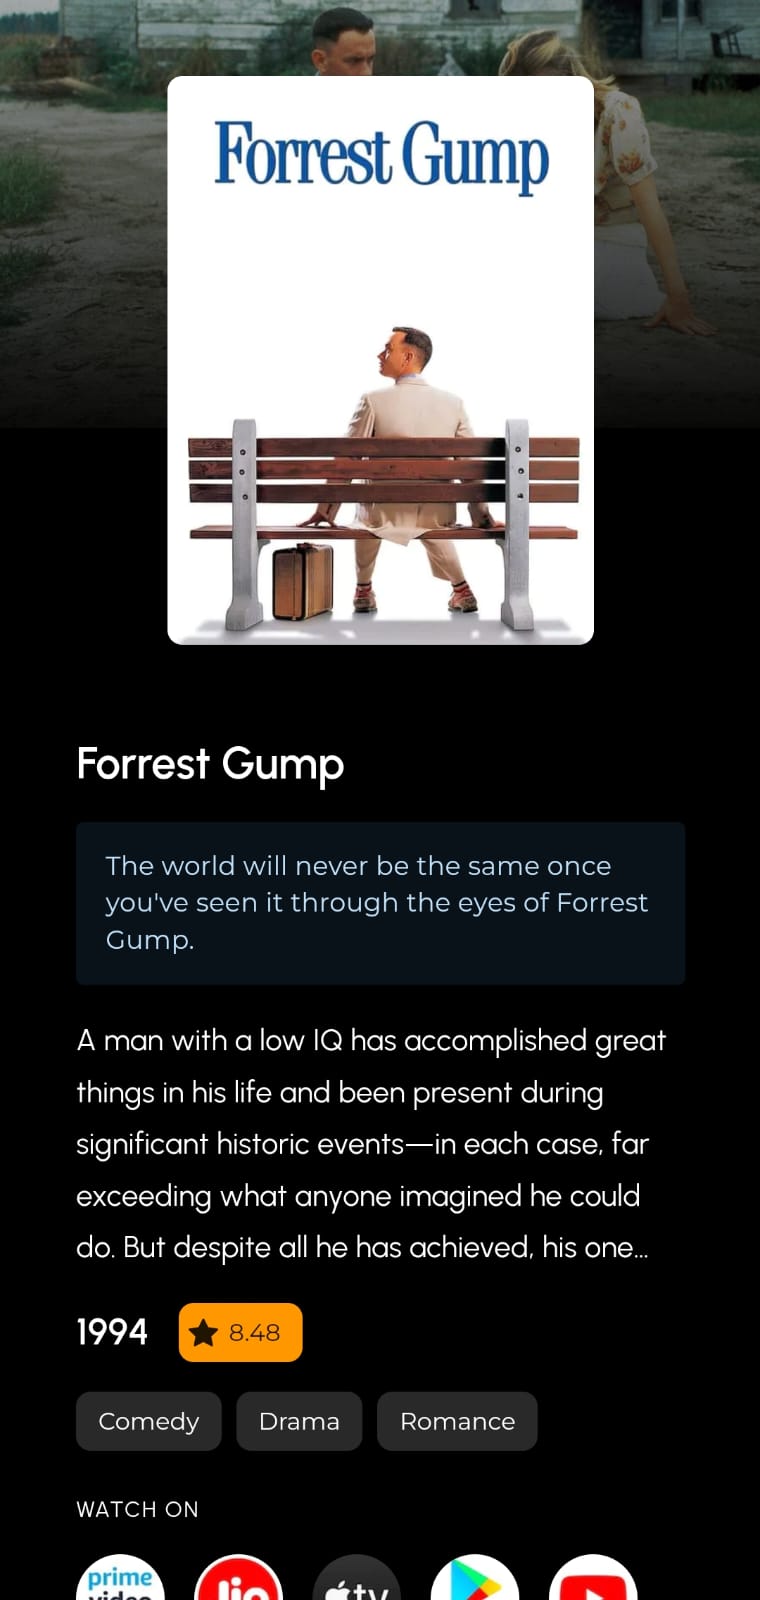 Forrest Gump
Forrest Gump
The world will never be the same once
you've seen it through the eyes of Forrest
Gump.
A man with a low IQ has accomplished great
things in his life and been present during
significant historic events—in each case, far
exceeding what anyone imagined he could
do. But despite all he has achieved, his one...
1994 8.48
Comedy Drama Romance
WATCH ON
prime
video
Jio
tv